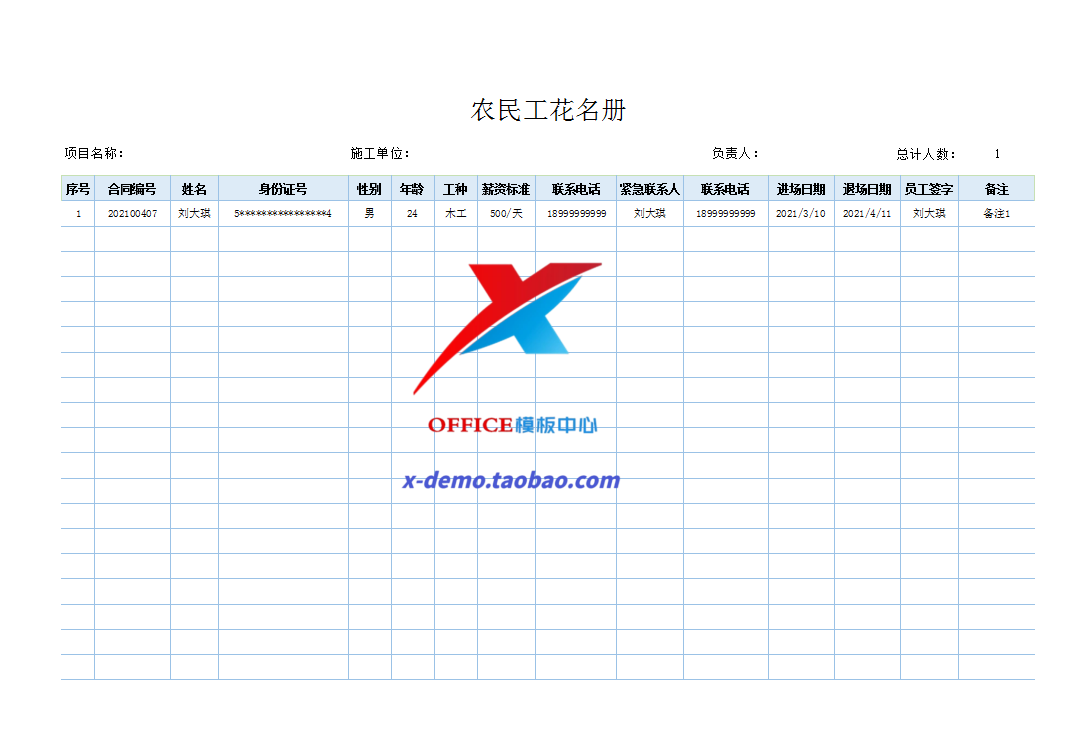 农民工花名册
项目名称： 施工单位： 负责人： 总计人数： 1
序号 合同编号 姓名 身份证号 性别 年龄 工种 薪资标准 联系电话 紧急联系人 联系电话 进场日期 退场日期 员工签字 备注
1 202100407 刘大琪 5****************4 男 24 木工 500/天 18999999999 刘大琪 18999999999 2021/3/10 2021/4/11 刘大琪 备注1
OFFICE模板中心
x-demo.taobao.com